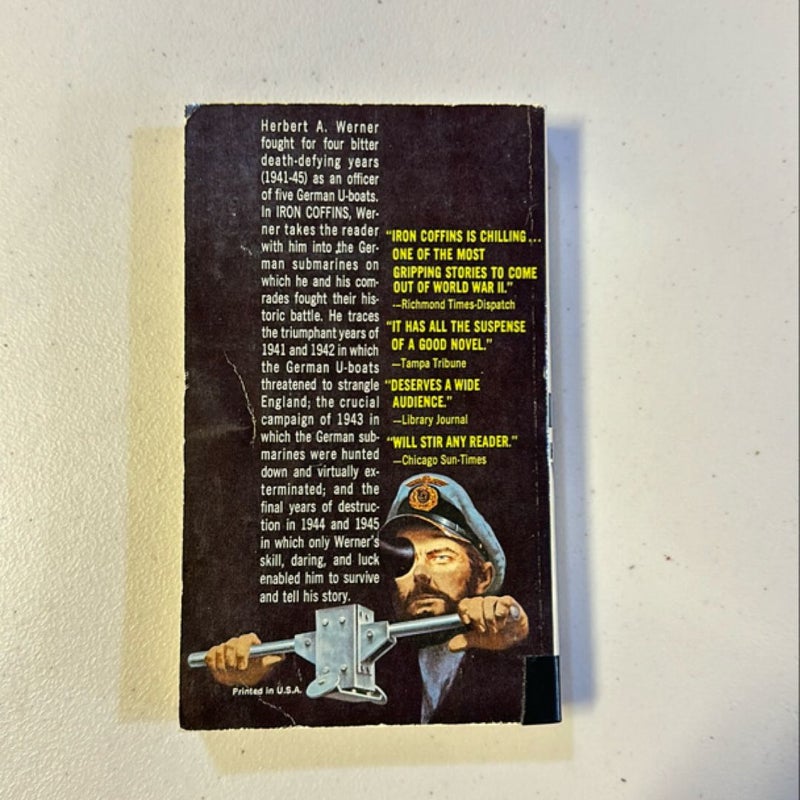 Herbert A. Werner
fought for four bitter
death-defying years
(1941-45) as an officer
of five German U-boats.
In IRON COFFINS, Wer-
ner takes the reader
with him into the Ger-
man submarines on
which he and his com-
rades fought their his-
toric battle. He traces
the triumphant years of
1941 and 1942 in which
the German U-boats
threatened to strangle
England; the crucial
campaign of 1943 in
which the German sub-
marines were hunted
down and virtually ex-
terminated; and the
final years of destruc-
tion in 1944 and 1945
in which only Werner's
skill, daring, and luck
enabled him to survive
and tell his story.
"IRON COFFINS IS CHILLING...
ONE OF THE MOST
GRIPPING STORIES TO COME
OUT OF WORLD WAR II."
—Richmond Times-Dispatch
"IT HAS ALL THE SUSPENSE
OF A GOOD NOVEL."
—Tampa Tribune
"DESERVES A WIDE
AUDIENCE."
—Library Journal
"WILL STIR ANY READER."
—Chicago Sun-Times
Printed in U.S.A.